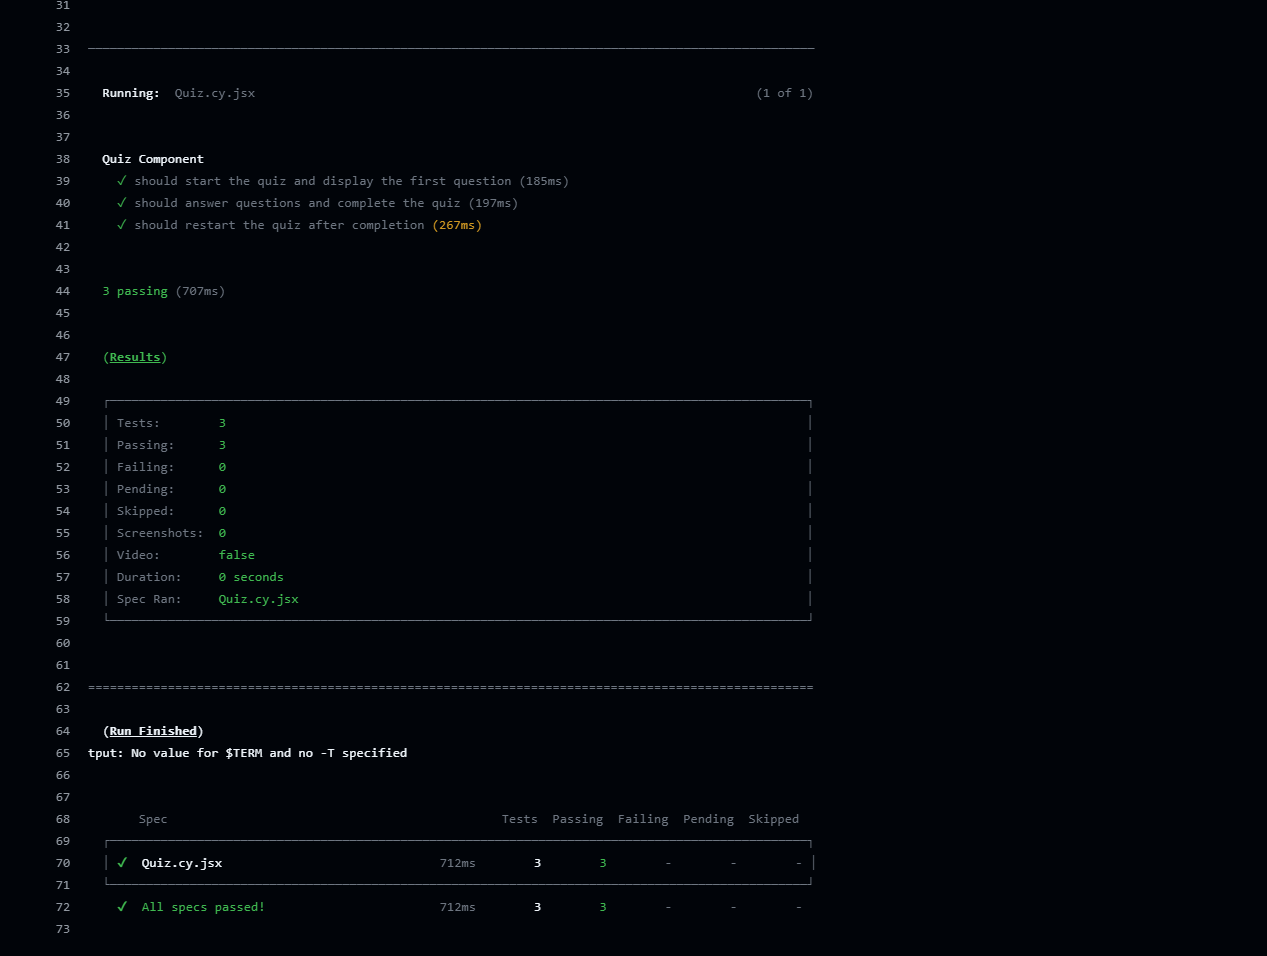 31
32
33 ────────────────────────────────────────────────────────────────────────────────────────────────────
34
35 Running: Quiz.cy.jsx (1 of 1)
36
37
38 Quiz Component
39 ✓ should start the quiz and display the first question (185ms)
40 ✓ should answer questions and complete the quiz (197ms)
41 ✓ should restart the quiz after completion (267ms)
42
43
44 3 passing (707ms)
45
46
47 (Results)
48
49
50 Tests: 3
51 Passing: 3
52 Failing: 0
53 Pending: 0
54 Skipped: 0
55 Screenshots: 0
56 Video: false
57 Duration: 0 seconds
58 Spec Ran: Quiz.cy.jsx
59
60
61
62 ====================================================================================================
63
64 (Run Finished)
65 tput: No value for $TERM and no -T specified
66
67
68 Spec Tests Passing Failing Pending Skipped
69
70 ✓ Quiz.cy.jsx 712ms 3 3 - - -
71
72 ✓ All specs passed! 712ms 3 3 - - -
73